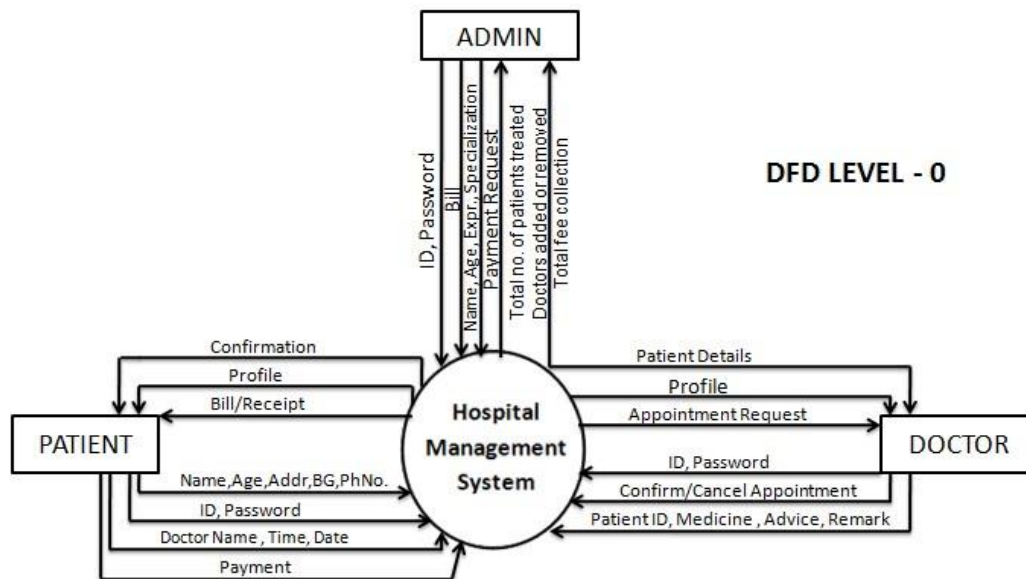 ADMIN
ID, Password
Bill
Name, Age, Expr., Specialization
Payment Request
Total no. of patients treated
Doctors added or removed
Total fee collection
DFD LEVEL - 0
Confirmation
Profile
Bill/Receipt
PATIENT
Name,Age,Addr,BG,PhNo.
ID, Password
Doctor Name , Time, Date
Payment
Hospital
Management
System
Patient Details
Profile
Appointment Request
DOCTOR
ID, Password
Confirm/Cancel Appointment
Patient ID, Medicine , Advice, Remark